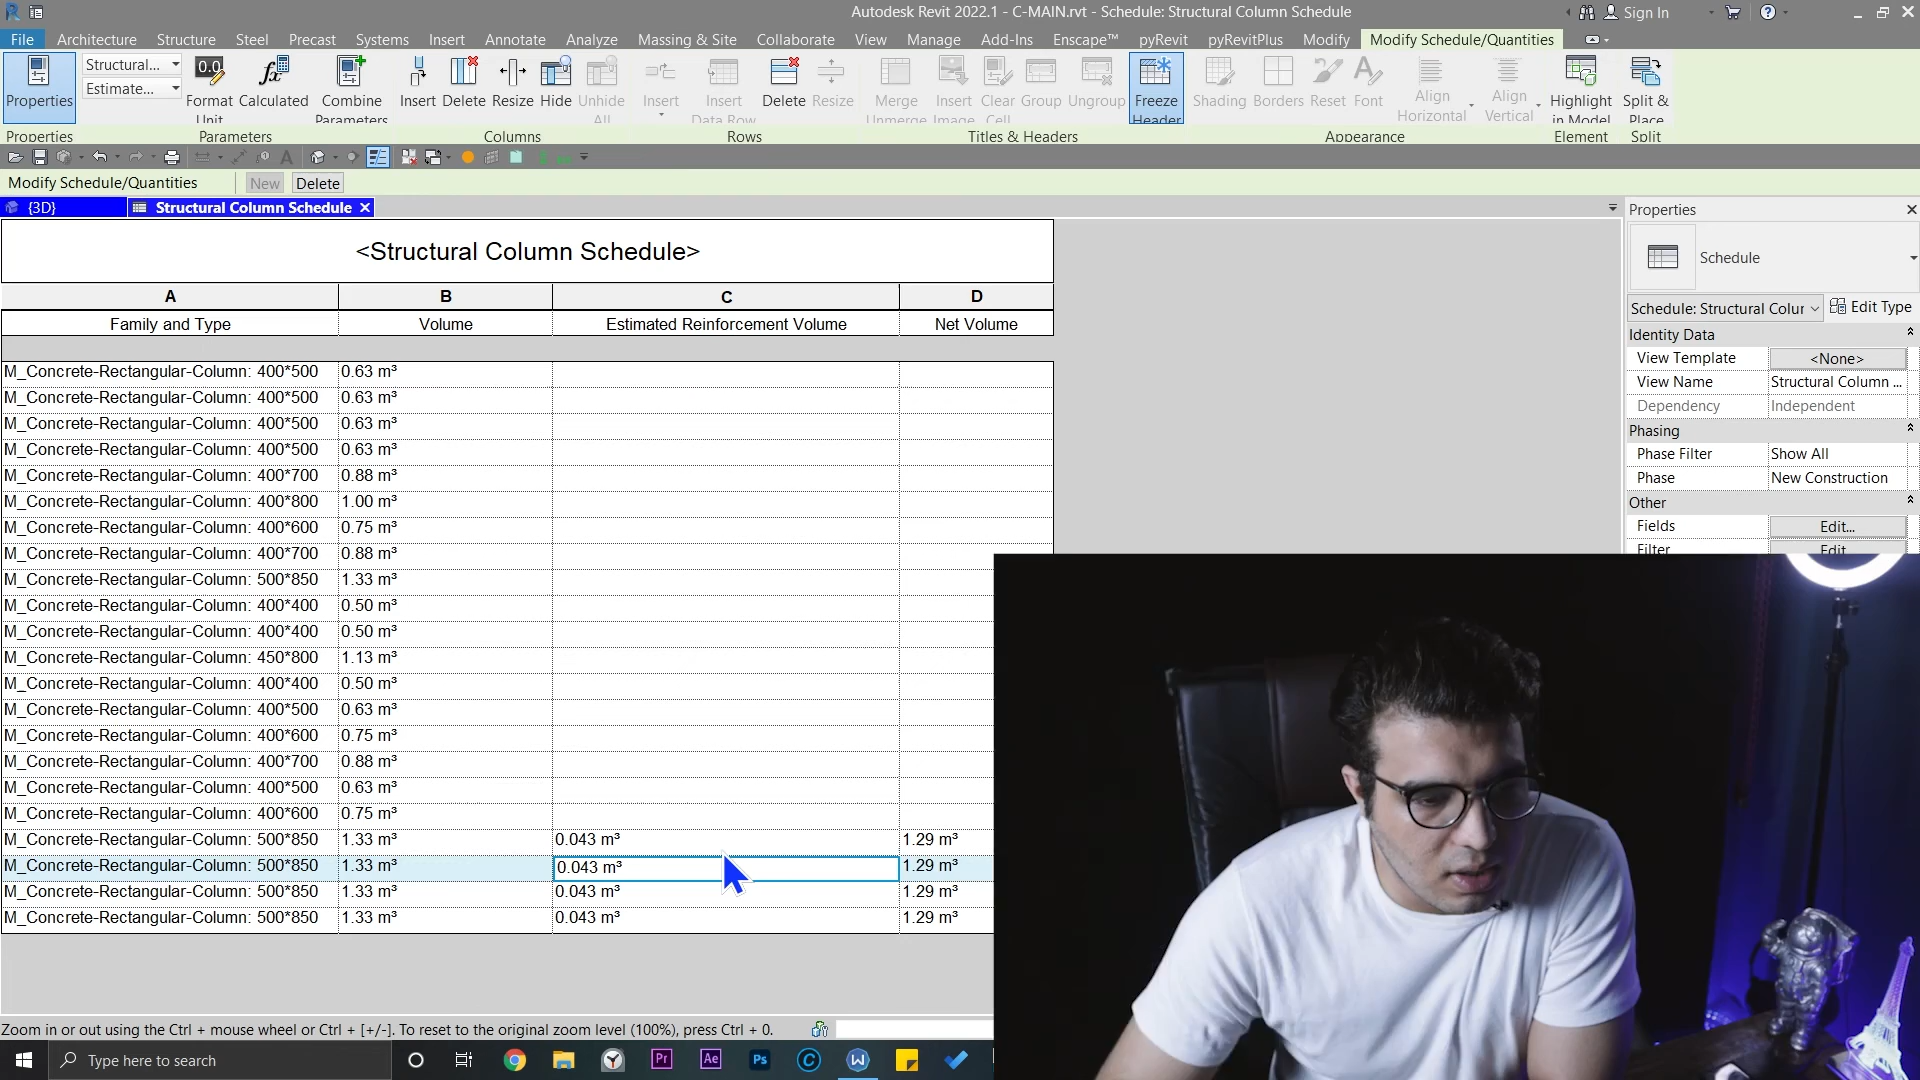 Autodesk Revit 2022.1 - C-MAIN.rvt - Schedule: Structural Column Schedule
Sign In
File Architecture Structure Steel Precast Systems Insert Annotate Analyze Massing & Site Collaborate View Manage Add-Ins Enscape™ pyRevit pyRevitPlus Modify Modify Schedule/Quantities
Structural...
Estimate...
Properties Format Calculated Combine Insert Delete Resize Hide Unhide Insert Insert Delete Resize Merge Insert Clear Group Ungroup Freeze Shading Borders Reset Font Align Align Highlight Split &
Unit Parameters All Data Row Unmerge Image Cell Header Horizontal Vertical in Model Place
Properties Parameters Columns Rows Titles & Headers Appearance Element Split
Modify Schedule/Quantities New Delete
{3D} Structural Column Schedule
<Structural Column Schedule>
A B C D
Family and Type Volume Estimated Reinforcement Volume Net Volume
M_Concrete-Rectangular-Column: 400*500 0.63 m³
M_Concrete-Rectangular-Column: 400*500 0.63 m³
M_Concrete-Rectangular-Column: 400*500 0.63 m³
M_Concrete-Rectangular-Column: 400*500 0.63 m³
M_Concrete-Rectangular-Column: 400*700 0.88 m³
M_Concrete-Rectangular-Column: 400*800 1.00 m³
M_Concrete-Rectangular-Column: 400*600 0.75 m³
M_Concrete-Rectangular-Column: 400*700 0.88 m³
M_Concrete-Rectangular-Column: 500*850 1.33 m³
M_Concrete-Rectangular-Column: 400*400 0.50 m³
M_Concrete-Rectangular-Column: 400*400 0.50 m³
M_Concrete-Rectangular-Column: 450*800 1.13 m³
M_Concrete-Rectangular-Column: 400*400 0.50 m³
M_Concrete-Rectangular-Column: 400*500 0.63 m³
M_Concrete-Rectangular-Column: 400*600 0.75 m³
M_Concrete-Rectangular-Column: 400*700 0.88 m³
M_Concrete-Rectangular-Column: 400*500 0.63 m³
M_Concrete-Rectangular-Column: 400*600 0.75 m³
M_Concrete-Rectangular-Column: 500*850 1.33 m³ 0.043 m³ 1.29 m³
M_Concrete-Rectangular-Column: 500*850 1.33 m³ 0.043 m³ 1.29 m³
M_Concrete-Rectangular-Column: 500*850 1.33 m³ 0.043 m³ 1.29 m³
M_Concrete-Rectangular-Column: 500*850 1.33 m³ 0.043 m³ 1.29 m³
Properties
Schedule
Schedule: Structural Colur Edit Type
Identity Data
View Template <None>
View Name Structural Column ...
Dependency Independent
Phasing
Phase Filter Show All
Phase New Construction
Other
Fields Edit...
Filter Edit
Zoom in or out using the Ctrl + mouse wheel or Ctrl + [+/-]. To reset to the original zoom level (100%), press Ctrl + 0.
Type here to search
Pr Ae Ps